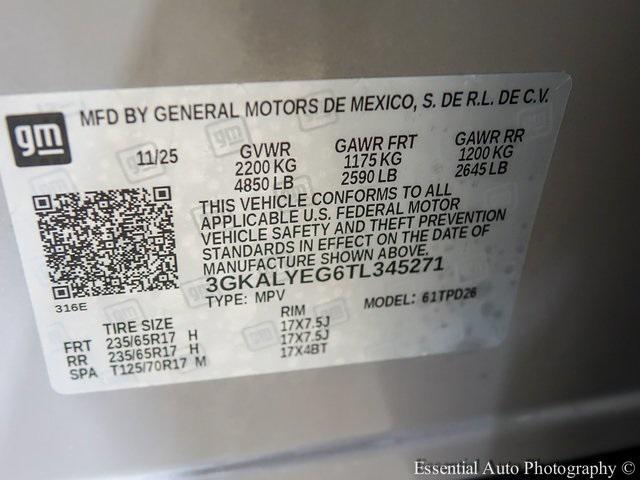 gm
MFD BY GENERAL MOTORS DE MEXICO, S. DE R.L. DE C.V.
11/25 GVWR GAWR FRT GAWR RR
2200 KG 1175 KG 1200 KG
4850 LB 2590 LB 2645 LB
THIS VEHICLE CONFORMS TO ALL
APPLICABLE U.S. FEDERAL MOTOR
VEHICLE SAFETY AND THEFT PREVENTION
STANDARDS IN EFFECT ON THE DATE OF
MANUFACTURE SHOWN ABOVE.
3GKALYEG6TL345271
316E
TYPE: MPV MODEL: 61TPD26
TIRE SIZE RIM
FRT 235/65R17 H 17X7.5J
RR 235/65R17 H 17X7.5J
SPA T125/70R17 M 17X4BT
Essential Auto Photography ©